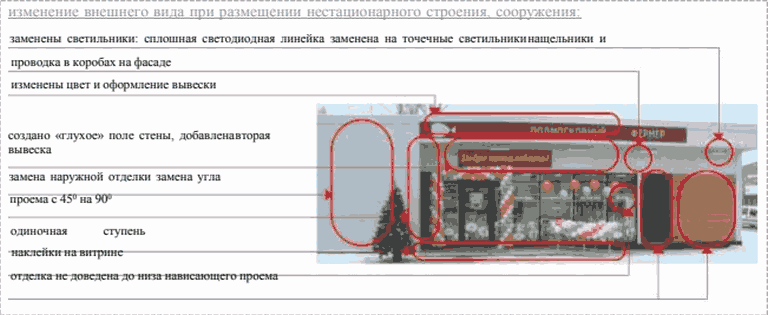 изменение внешнего вида при размещении нестационарного строения, сооружения:
заменены светильники: сплошная светодиодная линейка заменена на точечные светильникинащельники и
проводка в коробах на фасаде
изменены цвет и оформление вывески
ФЕРМЕР
создано «глухое» поле стены, добавленавторая
вывеска
замена наружной отделки замена угла
проема с 45⁰ на 90⁰
одиночная ступень
наклейки на витрине
отделка не доведена до низа нависающего проема